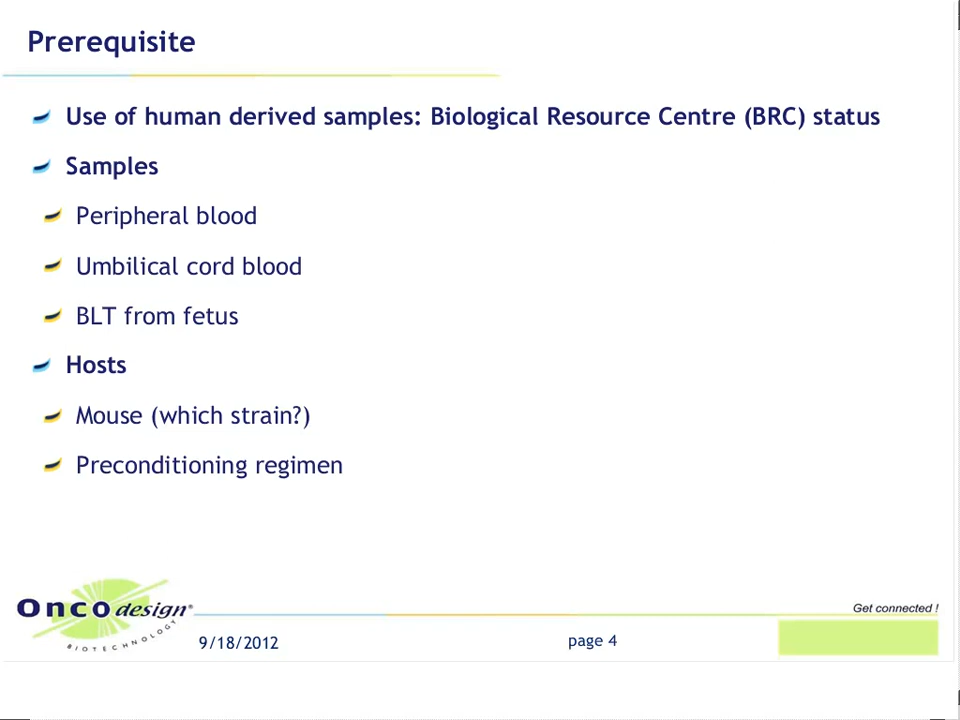 Prerequisite
Use of human derived samples: Biological Resource Centre (BRC) status
Samples
Peripheral blood
Umbilical cord blood
BLT from fetus
Hosts
Mouse (which strain?)
Preconditioning regimen
Oncodesign®
BIOTECHNOLOGY
Get connected !
9/18/2012
page 4